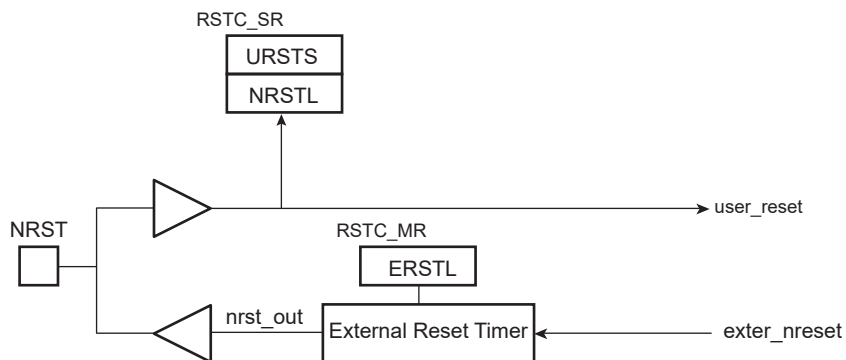 RSTC_SR
URSTS
NRSTL
user_reset
NRST
RSTC_MR
ERSTL
nrst_out
External Reset Timer
exter_nreset